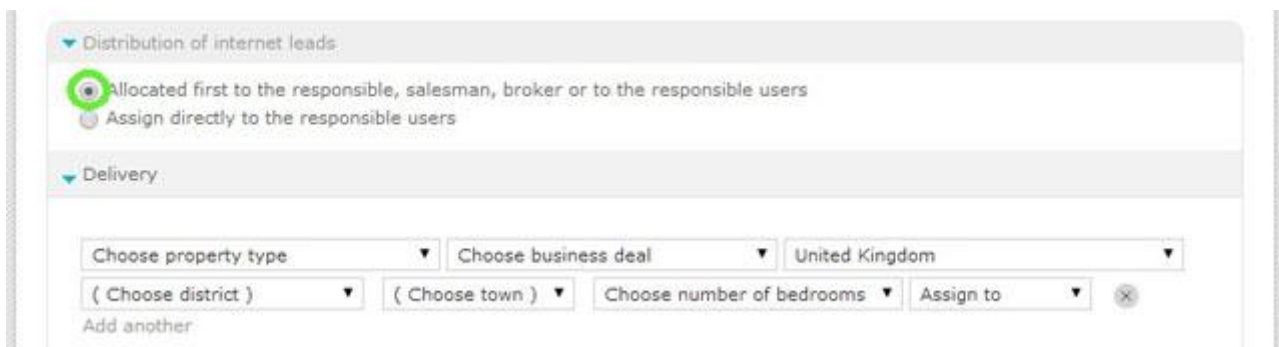 Distribution of internet leads
Allocated first to the responsible, salesman, broker or to the responsible users
Assign directly to the responsible users
Delivery
Choose property type Choose business deal United Kingdom
( Choose district ) ( Choose town ) Choose number of bedrooms Assign to
Add another